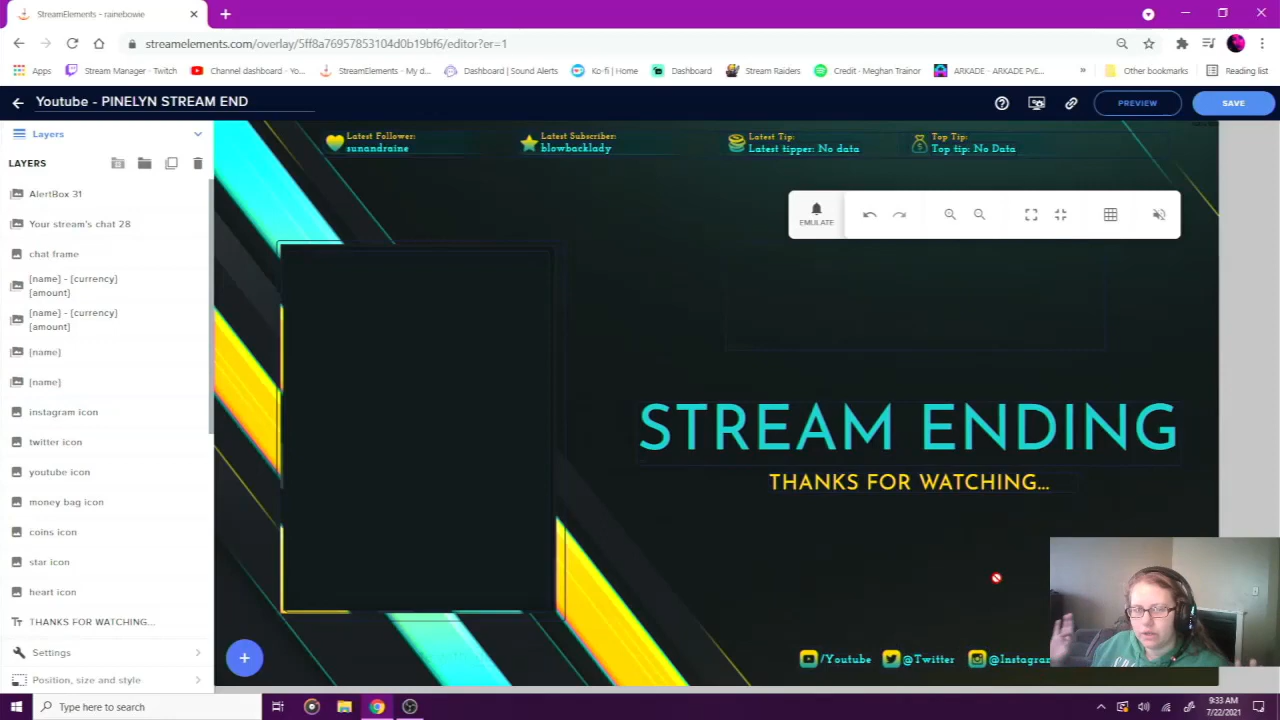 StreamElements - rainebowie
streamelements.com/overlay/5ff8a76957853104d0b19bf6/editor?er=1
Apps
Stream Manager - Twitch
Channel dashboard - Yo...
StreamElements - My d...
Dashboard | Sound Alerts
Ko-fi | Home
Dashboard
Stream Raiders
Credit - Meghan Trainor
ARKADE - ARKADE PvE...
»
Other bookmarks
Reading list
Youtube - PINELYN STREAM END
PREVIEW
SAVE
Layers
LAYERS
AlertBox 31
Your stream's chat 28
chat frame
[name] - [currency]
[amount]
[name] - [currency]
[amount]
[name]
[name]
instagram icon
twitter icon
youtube icon
money bag icon
coins icon
star icon
heart icon
THANKS FOR WATCHING...
Settings
Position, size and style
Latest Follower:
sunandraine
Latest Subscriber:
blowbacklady
Latest Tip:
Latest tipper: No data
Top Tip:
Top tip: No Data
EMULATE
STREAM ENDING
THANKS FOR WATCHING...
/Youtube
@Twitter
@Instagram
Type here to search
9:33 AM
7/22/2021